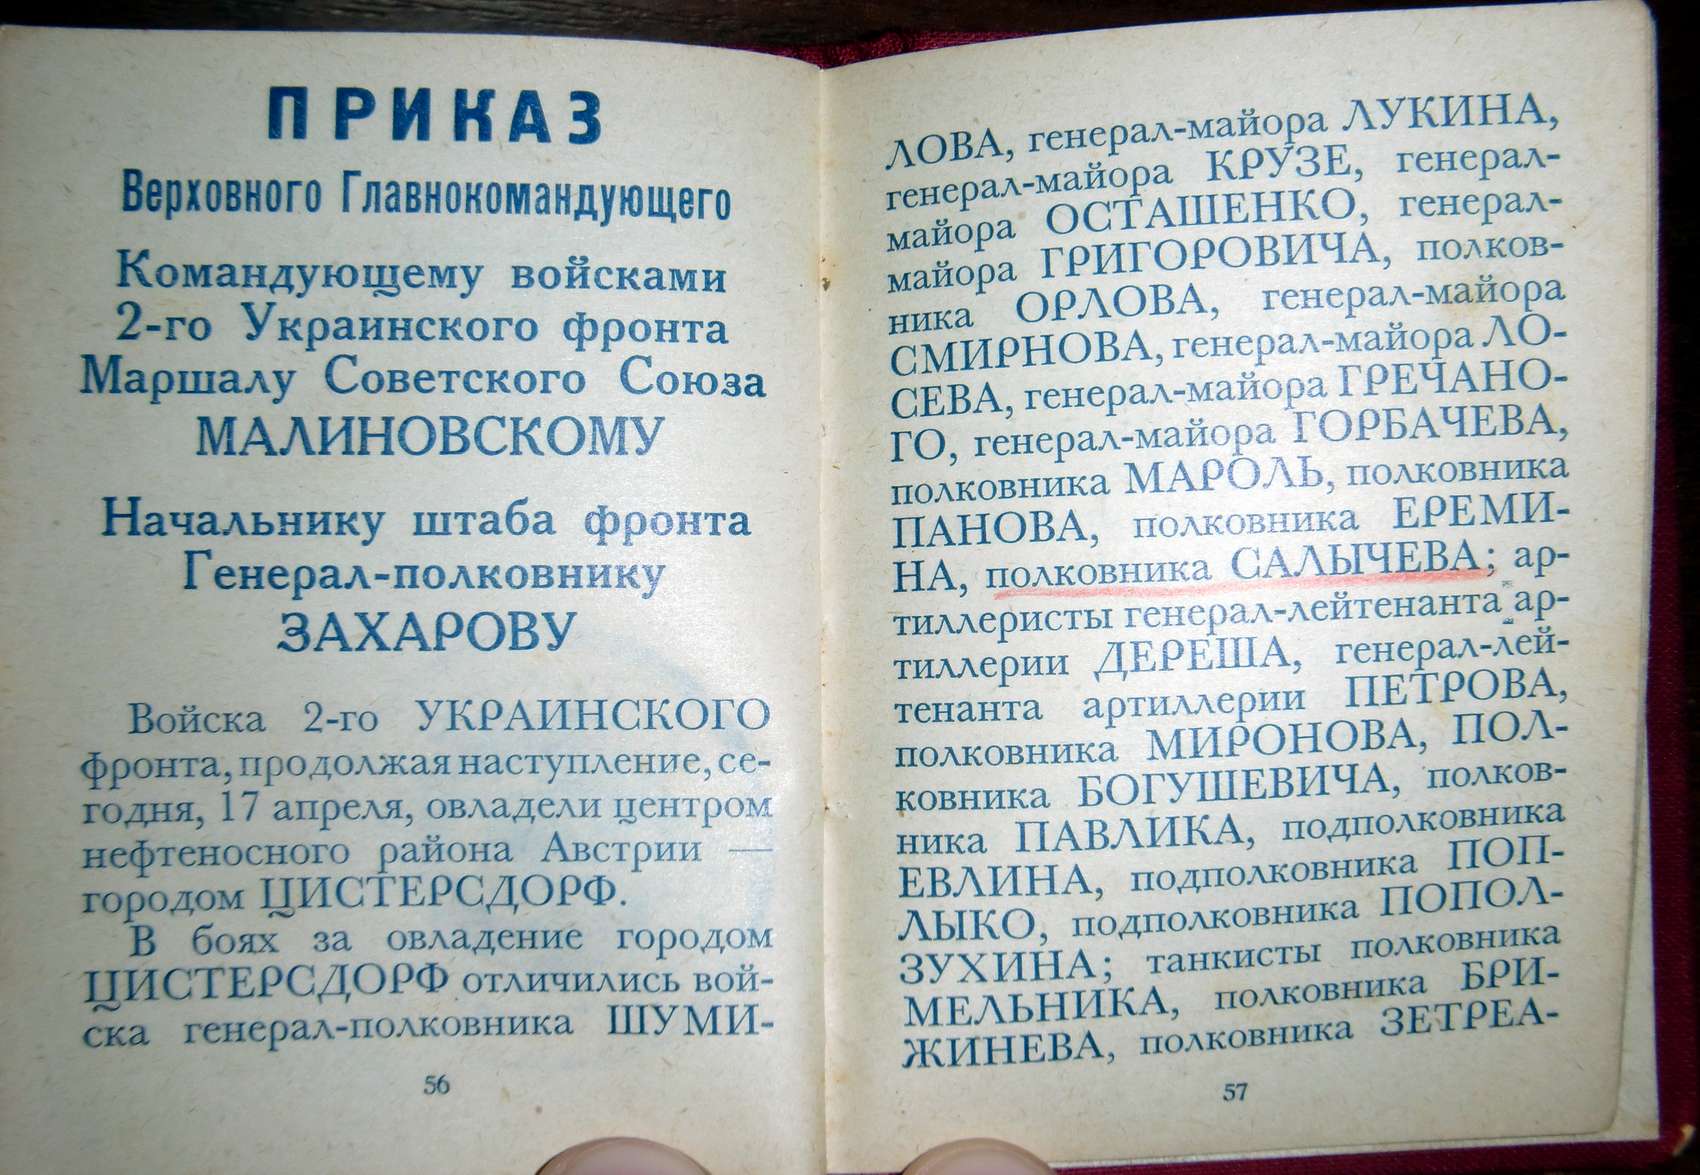 ПРИКАЗ
Верховного Главнокомандующего
Командующему войсками
2-го Украинского фронта
Маршалу Советского Союза
МАЛИНОВСКОМУ
Начальнику штаба фронта
Генерал-полковнику
ЗАХАРОВУ
Войска 2-го УКРАИНСКОГО
фронта, продолжая наступление, се-
годня, 17 апреля, овладели центром
нефтеносного района Австрии —
городом ЦИСТЕРСДОРФ.
В боях за овладение городом
ЦИСТЕРСДОРФ отличились вой-
ска генерал-полковника ШУМИ-
56
ЛОВА, генерал-майора ЛУКИНА,
генерал-майора КРУЗЕ, генерал-
майора ОСТАШЕНКО, генерал-
майора ГРИГОРОВИЧА, полков-
ника ОРЛОВА, генерал-майора
СМИРНОВА, генерал-майора ЛО-
СЕВА, генерал-майора ГРЕЧАНО-
ГО, генерал-майора ГОРБАЧЕВА,
полковника МАРОЛЬ, полковника
ПАНОВА, полковника ЕРЕМИ-
НА, полковника САЛЫЧЕВА; ар-
тиллеристы генерал-лейтенанта ар-
тиллерии ДЕРЕША, генерал-лей-
тенанта артиллерии ПЕТРОВА,
полковника МИРОНОВА, ПОЛ-
ковника БОГУШЕВИЧА, полков-
ника ПАВЛИКА, подполковника
ЕВЛИНА, подполковника ПОП-
ЛЫКО, подполковника ПОПОЛ-
ЗУХИНА; танкисты полковника
МЕЛЬНИКА, полковника БРИ-
ЖИНЕВА, полковника ЗЕТРЕА-
57